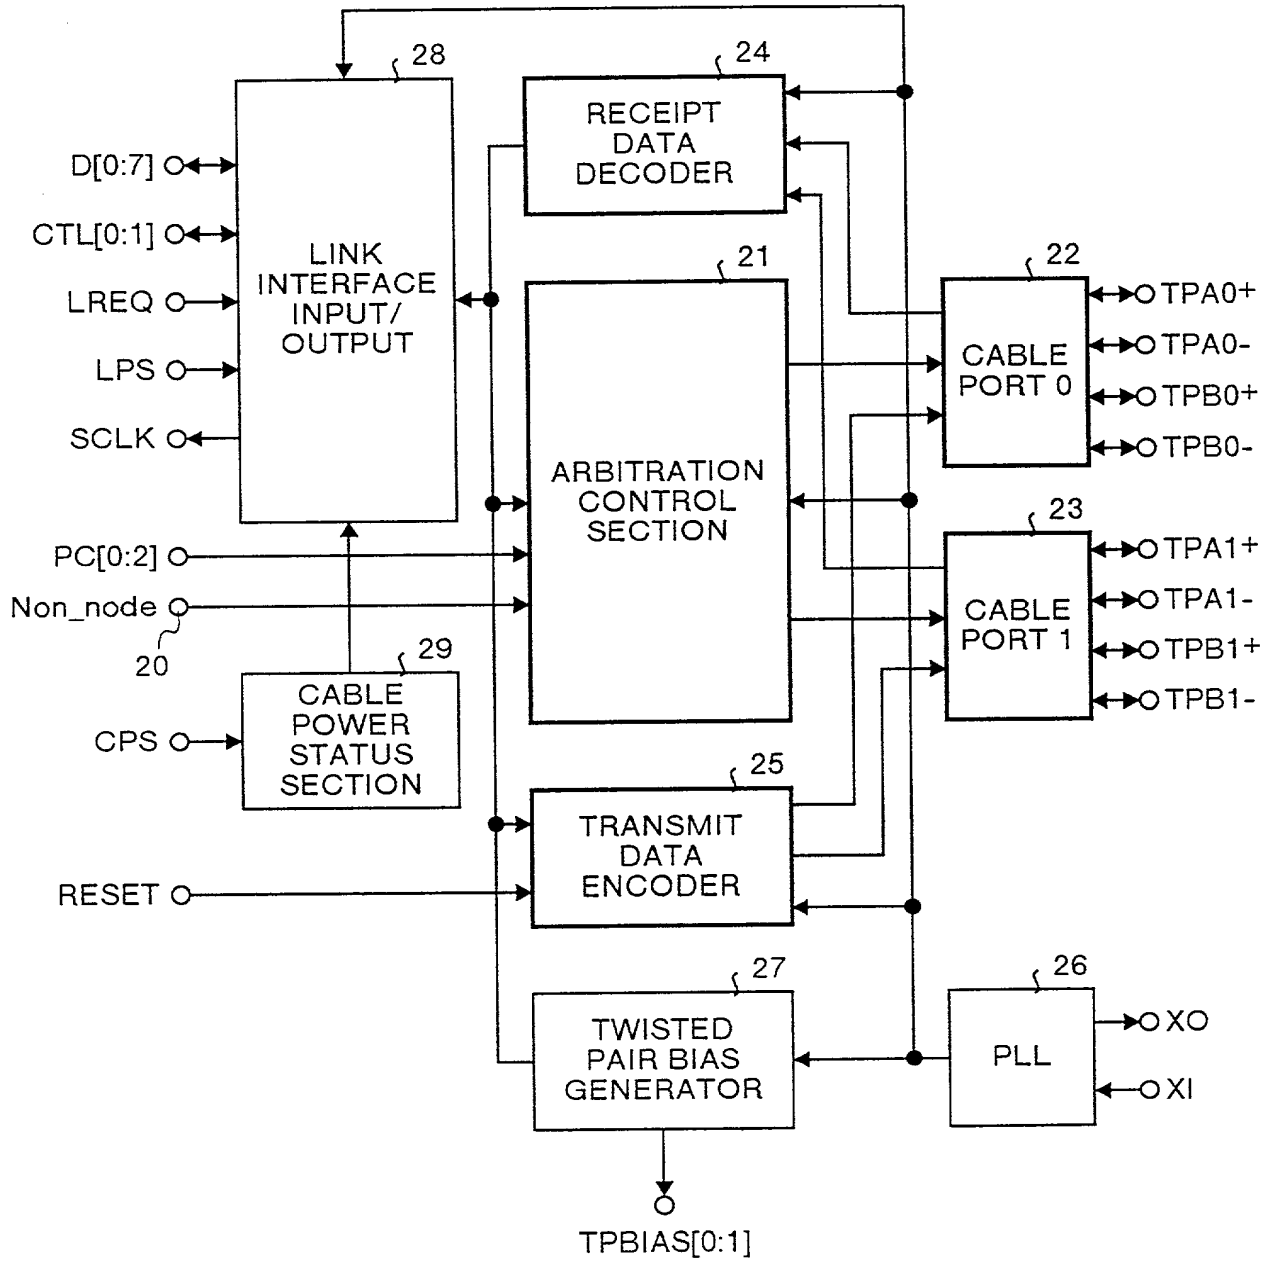 28
24
RECEIPT
DATA
DECODER
D[0:7]
CTL[0:1]
LREQ
LPS
SCLK
LINK
INTERFACE
INPUT/
OUTPUT
21
ARBITRATION
CONTROL
SECTION
22
CABLE
PORT 0
TPA0+
TPA0-
TPB0+
TPB0-
23
CABLE
PORT 1
TPA1+
TPA1-
TPB1+
TPB1-
PC[0:2]
Non_node
20
29
CABLE
POWER
STATUS
SECTION
CPS
25
TRANSMIT
DATA
ENCODER
RESET
27
TWISTED
PAIR BIAS
GENERATOR
26
PLL
XO
XI
TPBIAS[0:1]